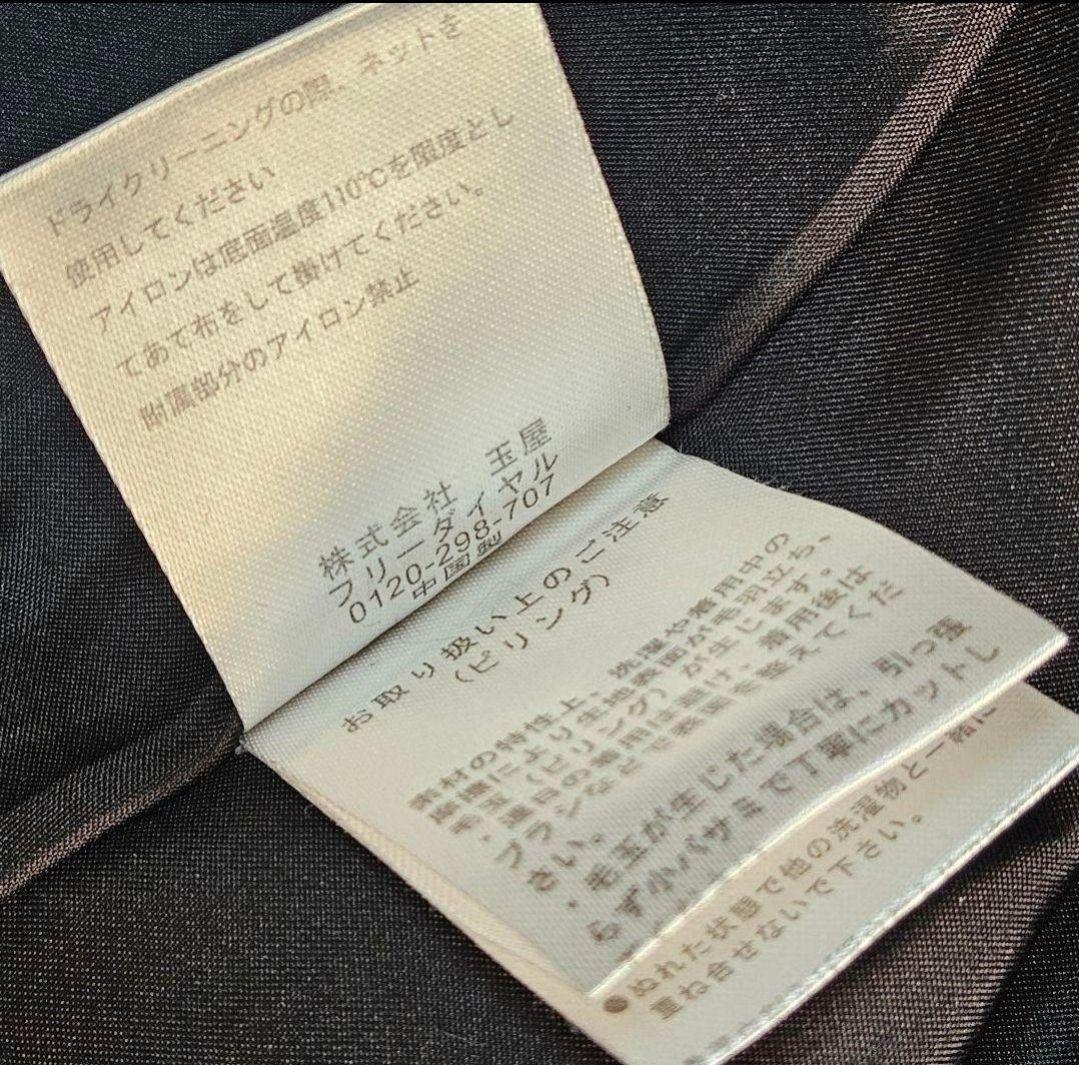 ドライクリーニングの際、ネットを
使用してください
アイロンは底面温度110℃を限度とし
てあて布をして掛けてください。
附属部分のアイロン禁止
株式会社 玉屋
フリーダイヤル
0120-298-707
中国製
お取り扱い上のご注意
(ピリング)
素材の特性上、洗濯や着用中の
摩擦により生地表面が毛羽立ち、
毛玉(ピリング)が生じます。
・連日の着用は避け、着用後は
ブラシなどで表面を整えてくだ
さい。
・毛玉が生じた場合は、引っ張
らず小バサミで丁寧にカットし
●ぬれた状態で他の洗濯物と一緒に
重ね合せないで下さい。